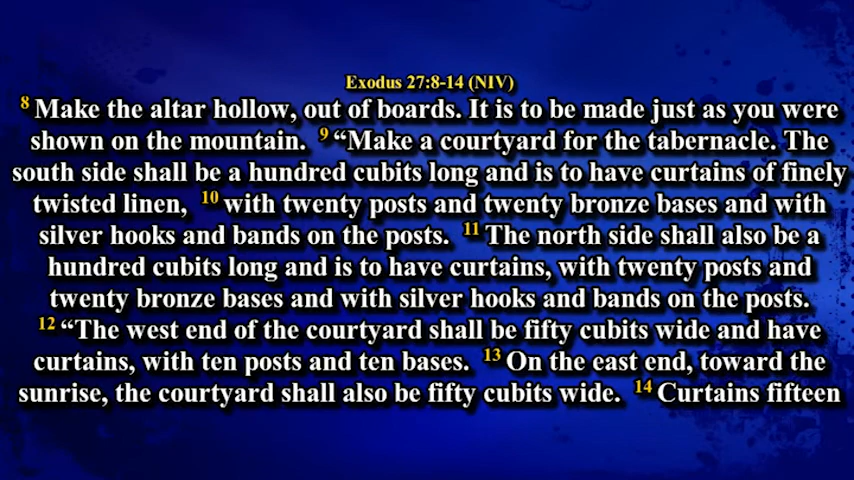 Exodus 27:8-14 (NIV)
8 Make the altar hollow, out of boards. It is to be made just as you were
shown on the mountain. 9 “Make a courtyard for the tabernacle. The
south side shall be a hundred cubits long and is to have curtains of finely
twisted linen, 10 with twenty posts and twenty bronze bases and with
silver hooks and bands on the posts. 11 The north side shall also be a
hundred cubits long and is to have curtains, with twenty posts and
twenty bronze bases and with silver hooks and bands on the posts.
12 “The west end of the courtyard shall be fifty cubits wide and have
curtains, with ten posts and ten bases. 13 On the east end, toward the
sunrise, the courtyard shall also be fifty cubits wide. 14 Curtains fifteen